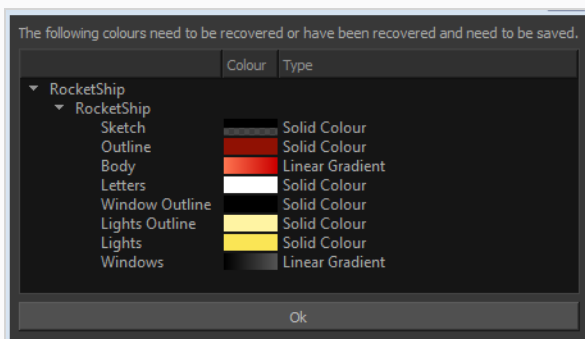 The following colours need to be recovered or have been recovered and need to be saved.
Colour Type
RocketShip
RocketShip
Sketch Solid Colour
Outline Solid Colour
Body Linear Gradient
Letters Solid Colour
Window Outline Solid Colour
Lights Outline Solid Colour
Lights Solid Colour
Windows Linear Gradient
Ok